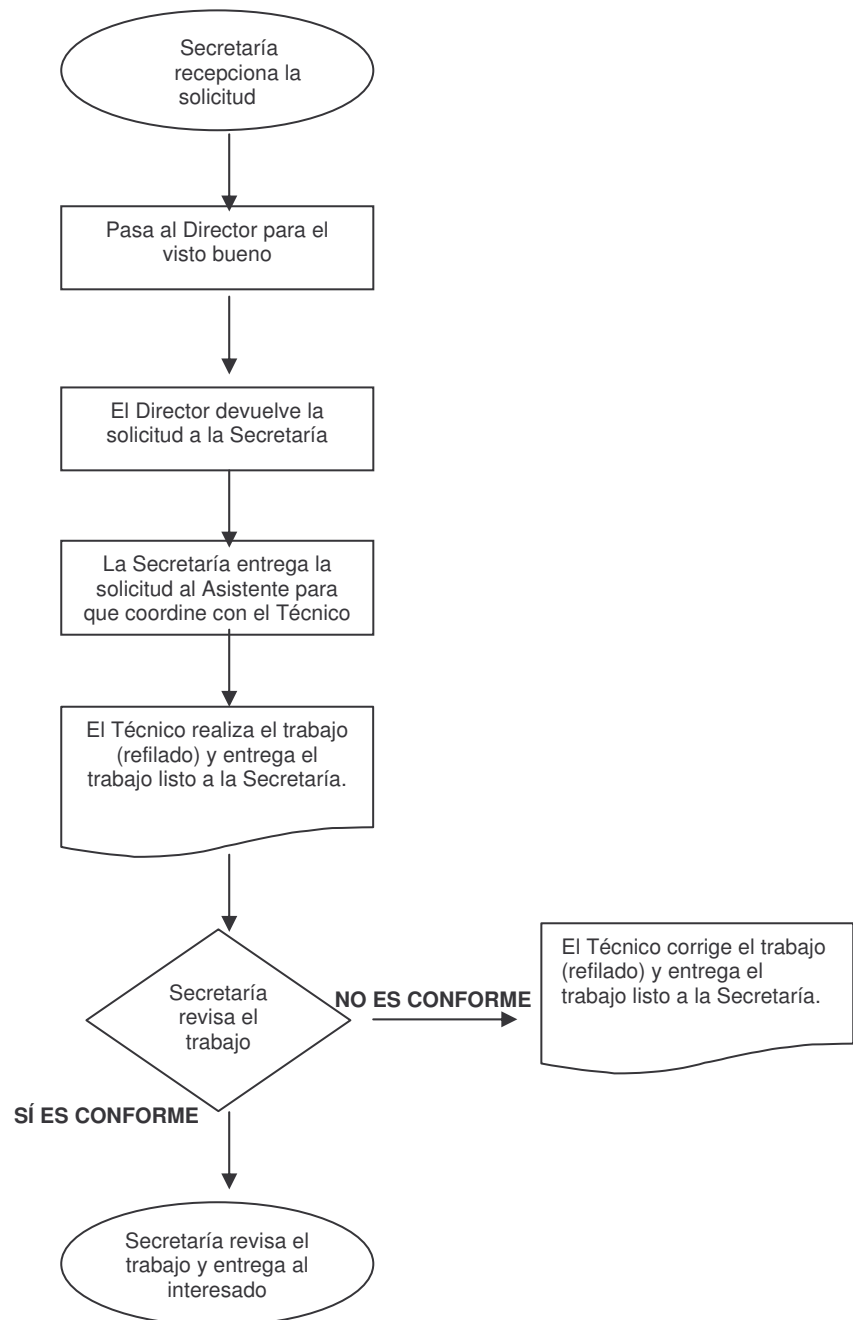 Secretaría
recepciona la
solicitud
Pasa al Director para el
visto bueno
El Director devuelve la
solicitud a la Secretaría
La Secretaría entrega la
solicitud al Asistente para
que coordine con el Técnico
El Técnico realiza el trabajo
(refilado) y entrega el
trabajo listo a la Secretaría.
Secretaría
revisa el
trabajo
NO ES CONFORME
El Técnico corrige el trabajo
(refilado) y entrega el
trabajo listo a la Secretaría.
SÍ ES CONFORME
Secretaría revisa el
trabajo y entrega al
interesado